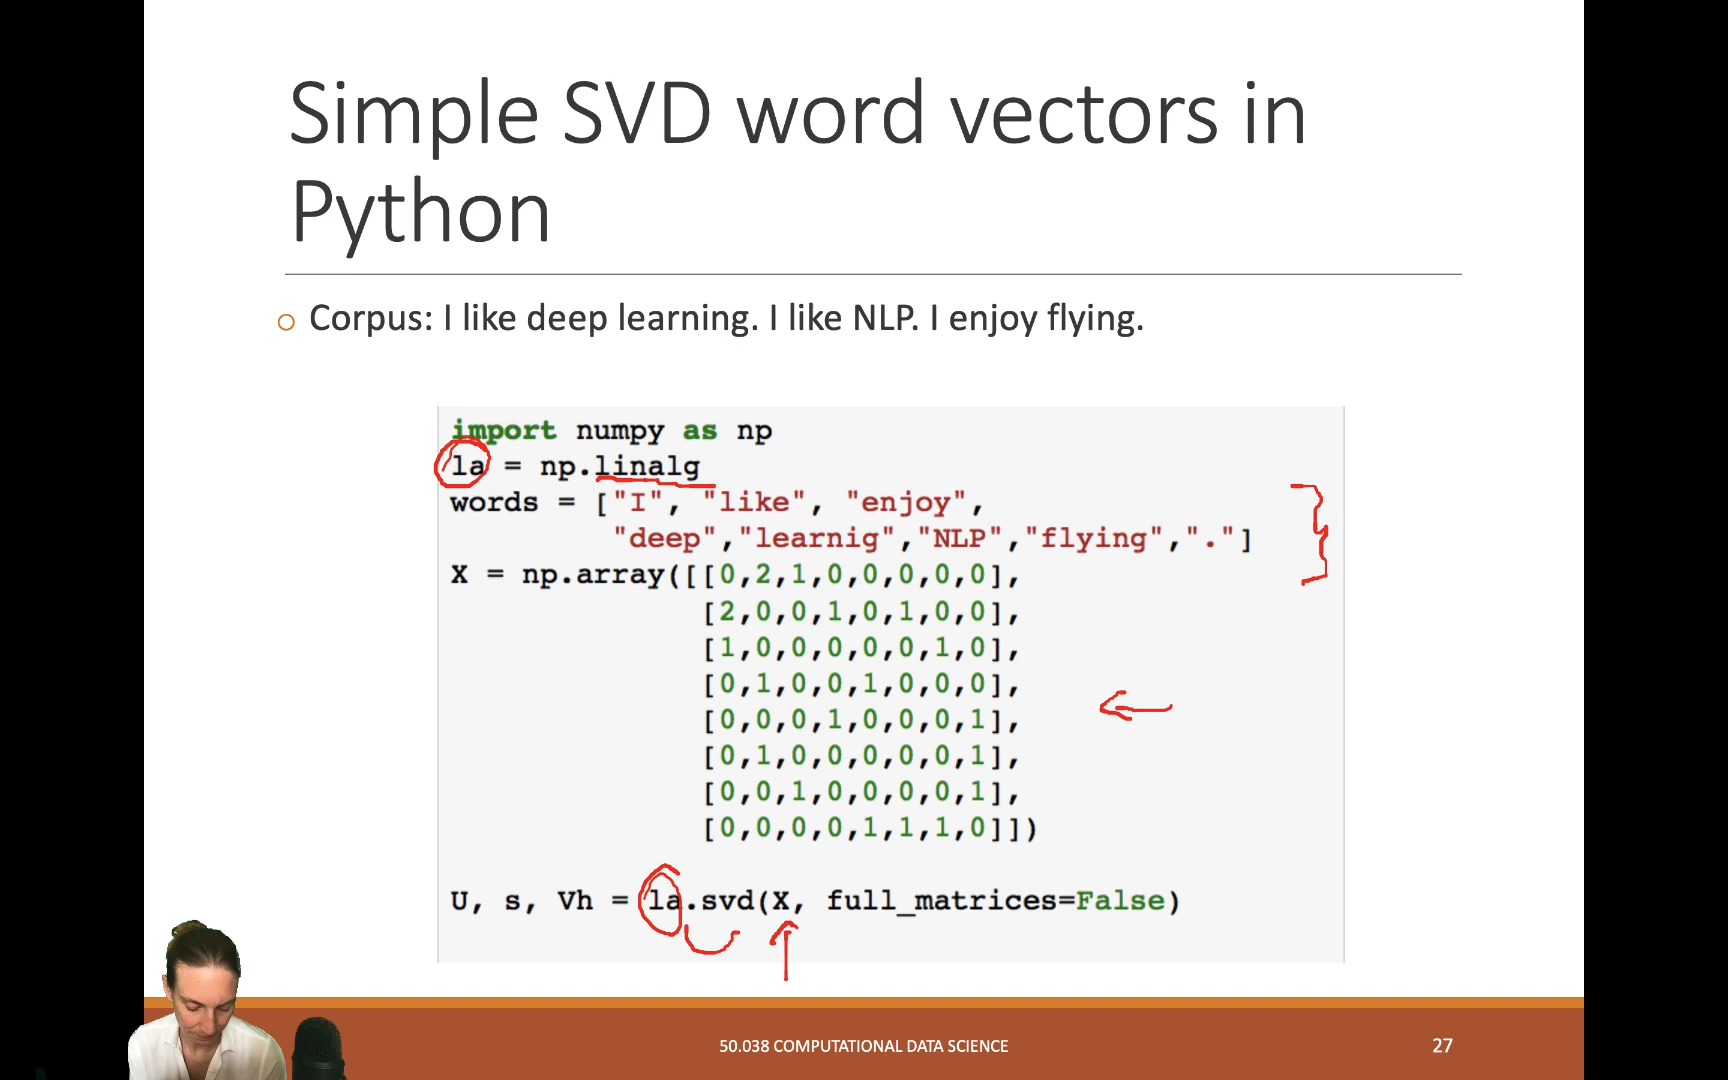 Simple SVD word vectors in
Python
Corpus: I like deep learning. I like NLP. I enjoy flying.
import numpy as np
la = np.linalg
words = ["I", "like", "enjoy",
"deep","learnig","NLP","flying","."]
X = np.array([[0,2,1,0,0,0,0,0],
[2,0,0,1,0,1,0,0],
[1,0,0,0,0,0,1,0],
[0,1,0,0,1,0,0,0],
[0,0,0,1,0,0,0,1],
[0,1,0,0,0,0,0,1],
[0,0,1,0,0,0,0,1],
[0,0,0,0,1,1,1,0]])
U, s, Vh = la.svd(X, full_matrices=False)
50.038 COMPUTATIONAL DATA SCIENCE
27